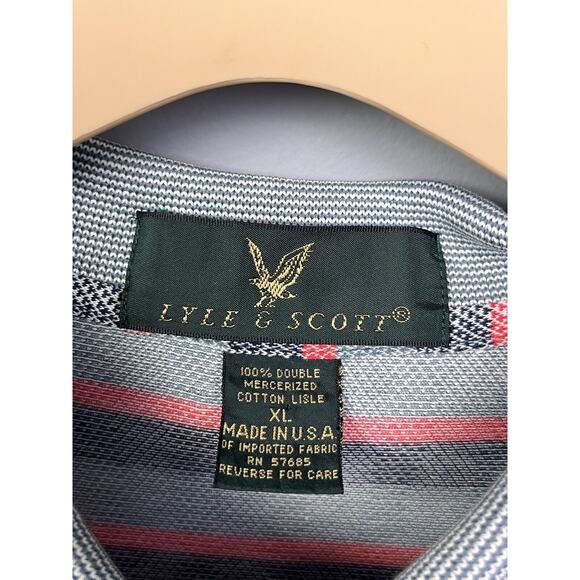 LYLE & SCOTT®
100% DOUBLE
MERCERIZED
COTTON LISLE
XL
MADE IN U.S.A.
OF IMPORTED FABRIC
RN 57685
REVERSE FOR CARE